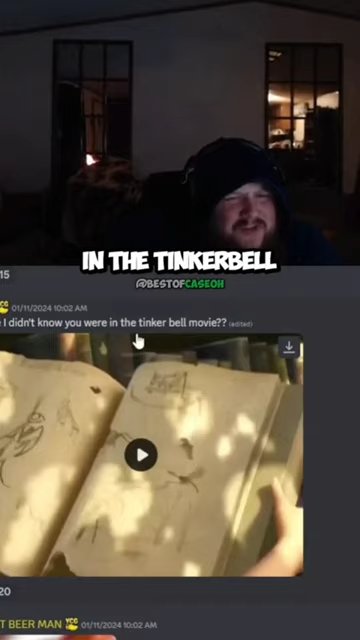 IN THE TINKERBELL
@BESTOFCASEOH
15
01/11/2024 10:02 AM
I didn't know you were in the tinker bell movie?? (edited)
20
T BEER MAN YCC 01/11/2024 10:02 AM